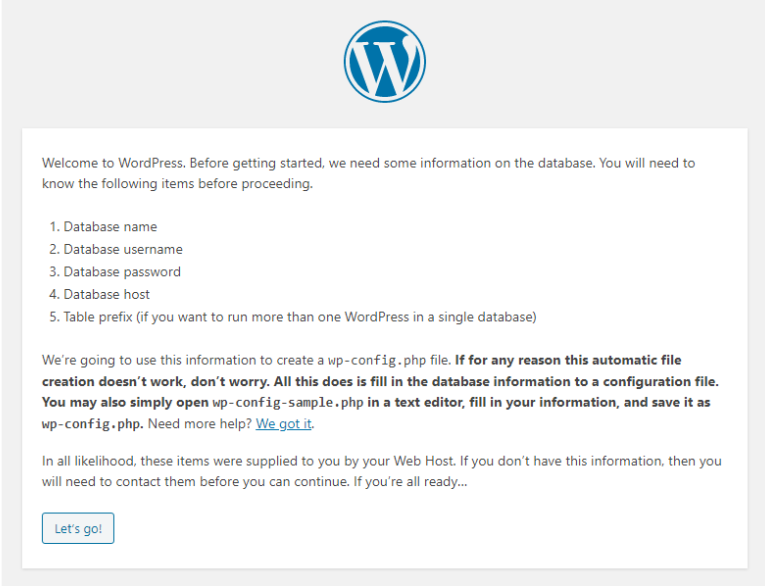 Welcome to WordPress. Before getting started, we need some information on the database. You will need to
know the following items before proceeding.
1. Database name
2. Database username
3. Database password
4. Database host
5. Table prefix (if you want to run more than one WordPress in a single database)
We’re going to use this information to create a wp-config.php file. If for any reason this automatic file
creation doesn’t work, don’t worry. All this does is fill in the database information to a configuration file.
You may also simply open wp-config-sample.php in a text editor, fill in your information, and save it as
wp-config.php. Need more help? We got it.
In all likelihood, these items were supplied to you by your Web Host. If you don’t have this information, then you
will need to contact them before you can continue. If you’re all ready…
Let’s go!